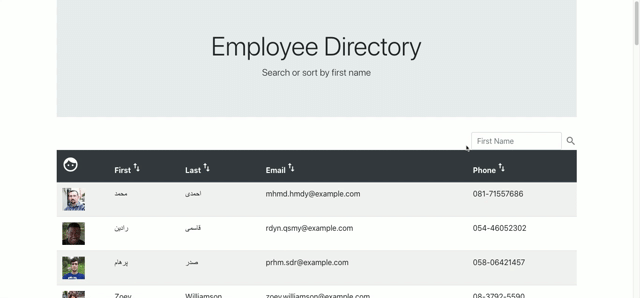 Employee Directory
Search or sort by first name
First Name
First Last Email Phone
محمد احمدی mhmd.hmdy@example.com 081-71557686
رادین قاسمی rdyn.qsmy@example.com 054-46052302
پرهام صدر prhm.sdr@example.com 058-06421457
Zoey Williamson zoey.williamson@example.com 08-3792-5590